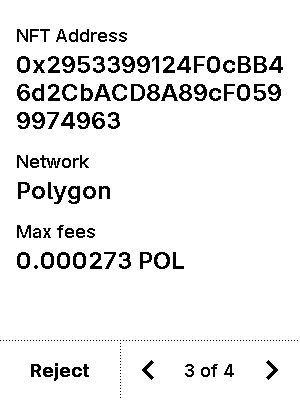 NFT Address
0x2953399124F0cBB4
6d2CbACD8A89cF059
9974963
Network
Polygon
Max fees
0.000273 POL
Reject
3 of 4